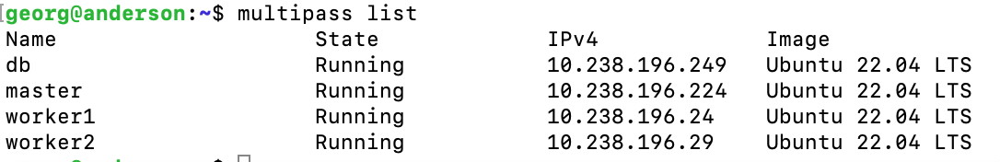 georg@anderson:~$ multipass list
Name State IPv4 Image
db Running 10.238.196.249 Ubuntu 22.04 LTS
master Running 10.238.196.224 Ubuntu 22.04 LTS
worker1 Running 10.238.196.24 Ubuntu 22.04 LTS
worker2 Running 10.238.196.29 Ubuntu 22.04 LTS